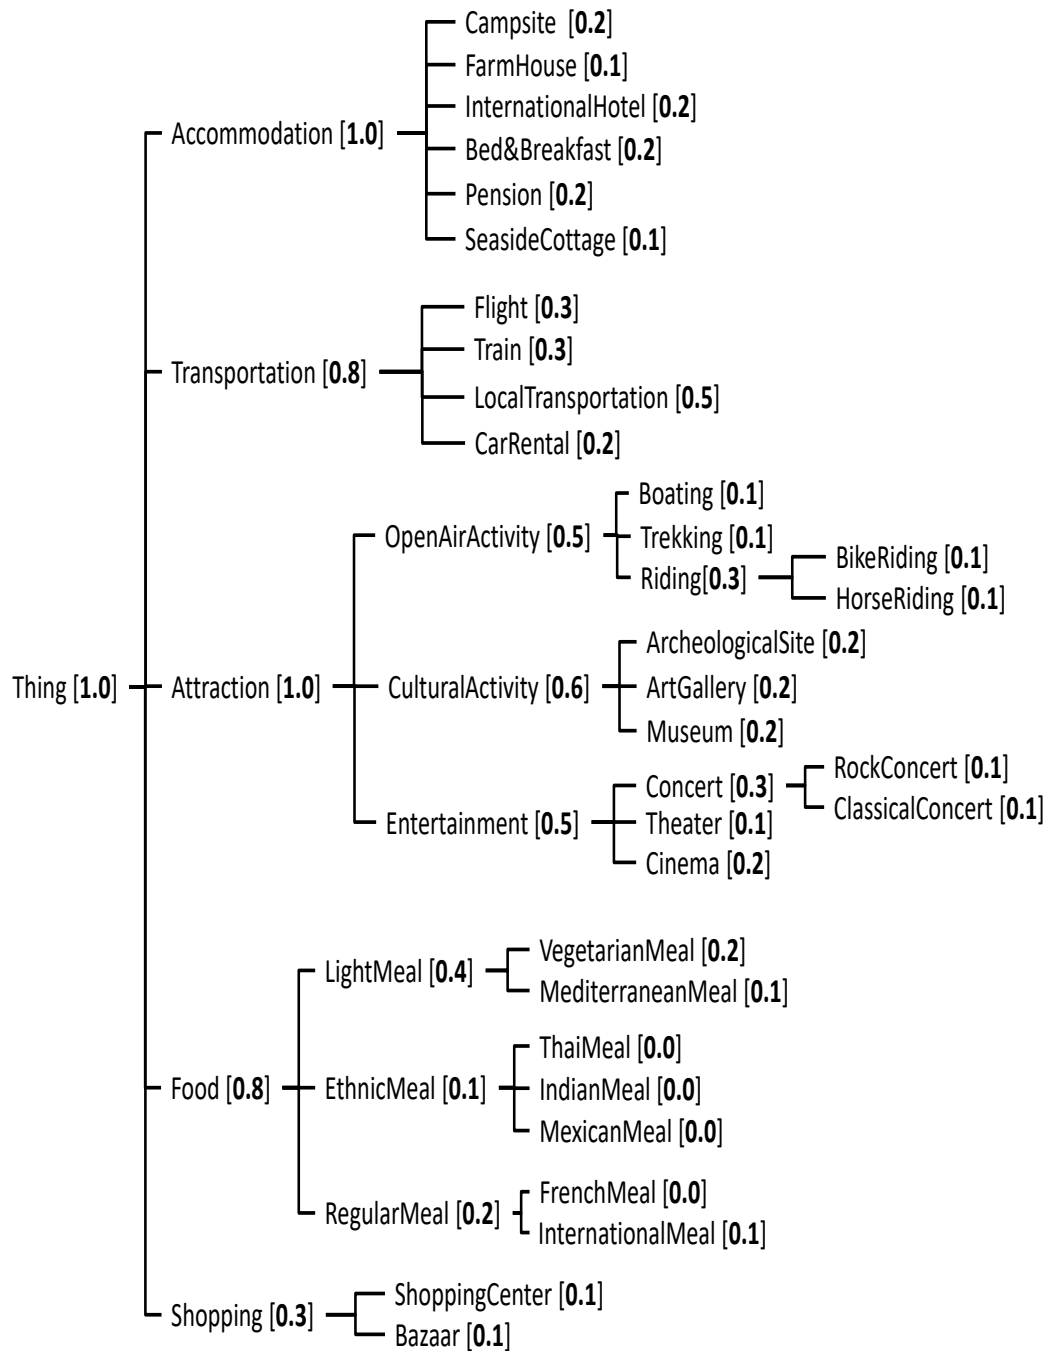 Thing [1.0]
Accommodation [1.0]
Campsite [0.2]
FarmHouse [0.1]
InternationalHotel [0.2]
Bed&Breakfast [0.2]
Pension [0.2]
SeasideCottage [0.1]
Transportation [0.8]
Flight [0.3]
Train [0.3]
LocalTransportation [0.5]
CarRental [0.2]
Attraction [1.0]
OpenAirActivity [0.5]
Boating [0.1]
Trekking [0.1]
Riding[0.3]
BikeRiding [0.1]
HorseRiding [0.1]
CulturalActivity [0.6]
ArcheologicalSite [0.2]
ArtGallery [0.2]
Museum [0.2]
Entertainment [0.5]
Concert [0.3]
RockConcert [0.1]
ClassicalConcert [0.1]
Theater [0.1]
Cinema [0.2]
Food [0.8]
LightMeal [0.4]
VegetarianMeal [0.2]
MediterraneanMeal [0.1]
EthnicMeal [0.1]
ThaiMeal [0.0]
IndianMeal [0.0]
MexicanMeal [0.0]
RegularMeal [0.2]
FrenchMeal [0.0]
InternationalMeal [0.1]
Shopping [0.3]
ShoppingCenter [0.1]
Bazaar [0.1]